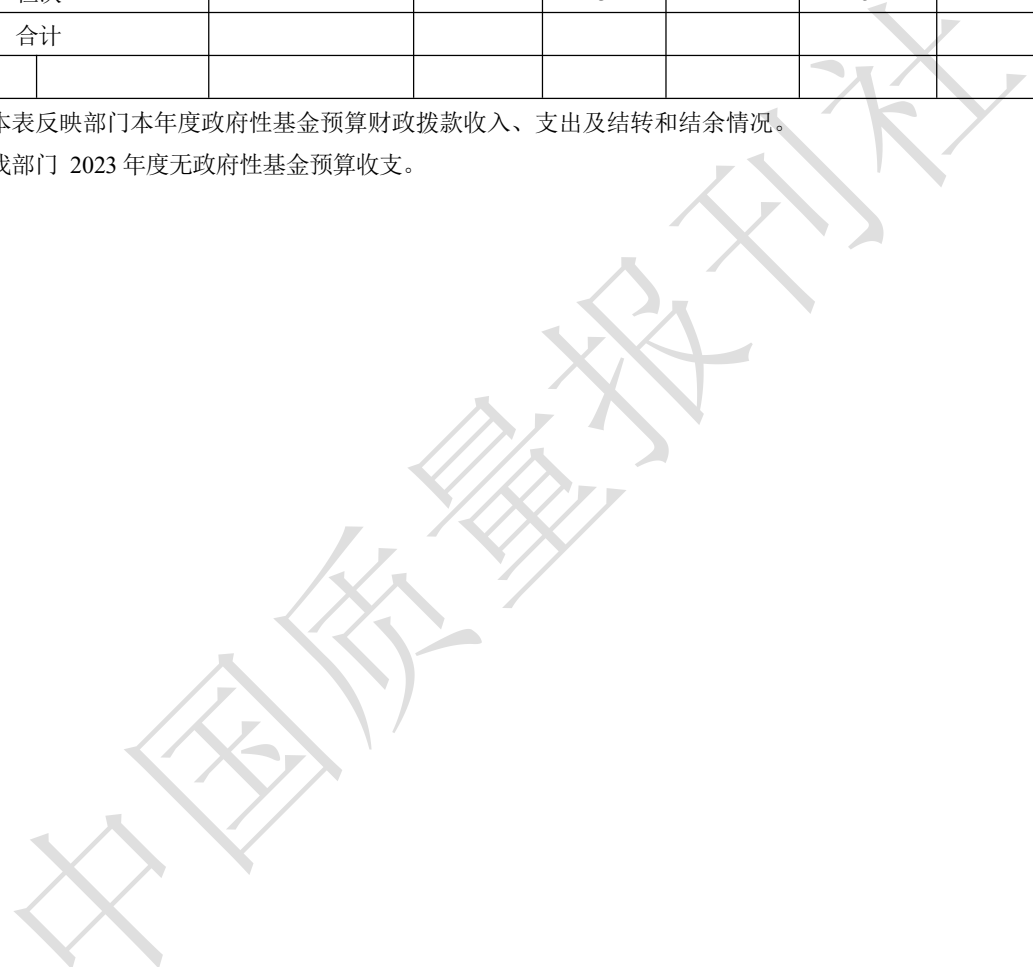 合计
本表反映部门本年度政府性基金预算财政拨款收入、支出及结转和结余情况。
我部门 2023 年度无政府性基金预算收支。
中国质量报刊社